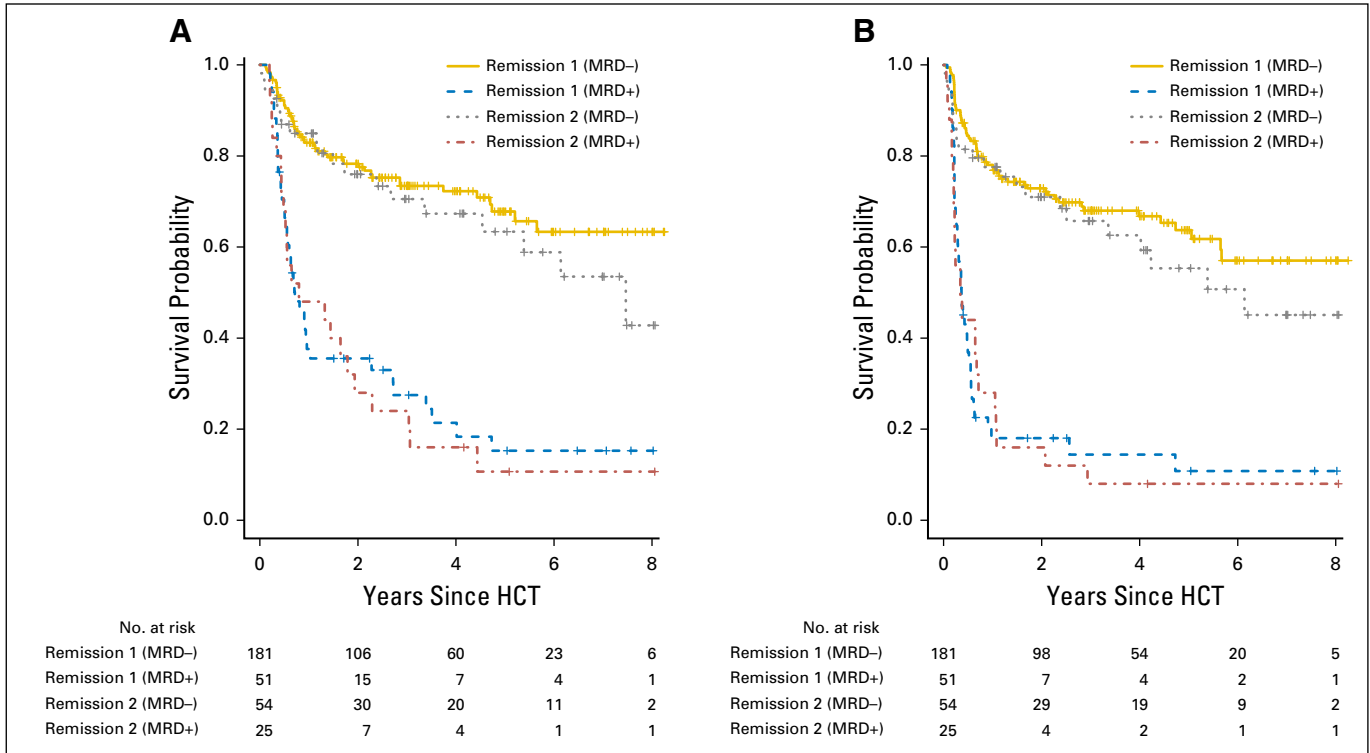 A
Survival Probability
1.0
0.8
0.6
0.4
0.2
0.0
Remission 1 (MRD–)
Remission 1 (MRD+)
Remission 2 (MRD–)
Remission 2 (MRD+)
0 2 4 6 8
Years Since HCT
No. at risk
Remission 1 (MRD–) 181 106 60 23 6
Remission 1 (MRD+) 51 15 7 4 1
Remission 2 (MRD–) 54 30 20 11 2
Remission 2 (MRD+) 25 7 4 1 1
B
Survival Probability
1.0
0.8
0.6
0.4
0.2
0.0
Remission 1 (MRD–)
Remission 1 (MRD+)
Remission 2 (MRD–)
Remission 2 (MRD+)
0 2 4 6 8
Years Since HCT
No. at risk
Remission 1 (MRD–) 181 98 54 20 5
Remission 1 (MRD+) 51 7 4 2 1
Remission 2 (MRD–) 54 29 19 9 2
Remission 2 (MRD+) 25 4 2 1 1